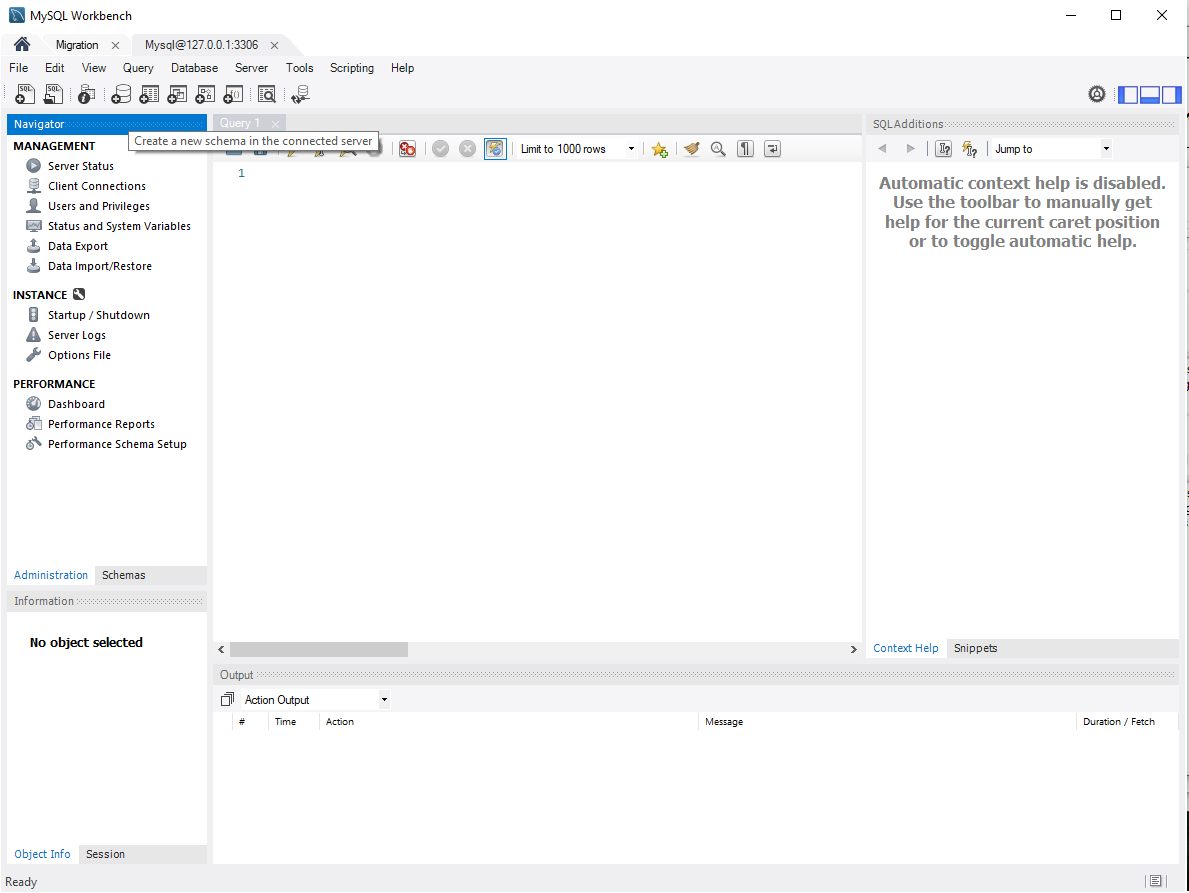 MySQL Workbench
Migration
Mysql@127.0.0.1:3306
File Edit View Query Database Server Tools Scripting Help
SQL SQL
Navigator
Query 1
SQLAdditions
Create a new schema in the connected server
Limit to 1000 rows
Jump to
MANAGEMENT
Server Status
Client Connections
Users and Privileges
Status and System Variables
Data Export
Data Import/Restore
INSTANCE
Startup / Shutdown
Server Logs
Options File
PERFORMANCE
Dashboard
Performance Reports
Performance Schema Setup
Administration Schemas
Information
No object selected
Object Info Session
1
Automatic context help is disabled.
Use the toolbar to manually get
help for the current caret position
or to toggle automatic help.
Context Help Snippets
Output
Action Output
# Time Action Message Duration / Fetch
Ready